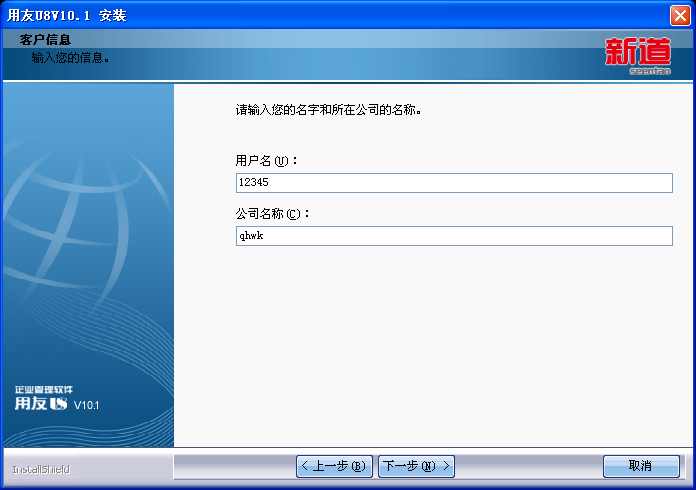 用友U8V10.1 安装
客户信息
输入您的信息。
新道
seentao
请输入您的名字和所在公司的名称。
用户名(U)：
12345
公司名称(C)：
qhwk
企业管理软件
用友U8 V10.1
InstallShield
< 上一步(B)
下一步(N) >
取消